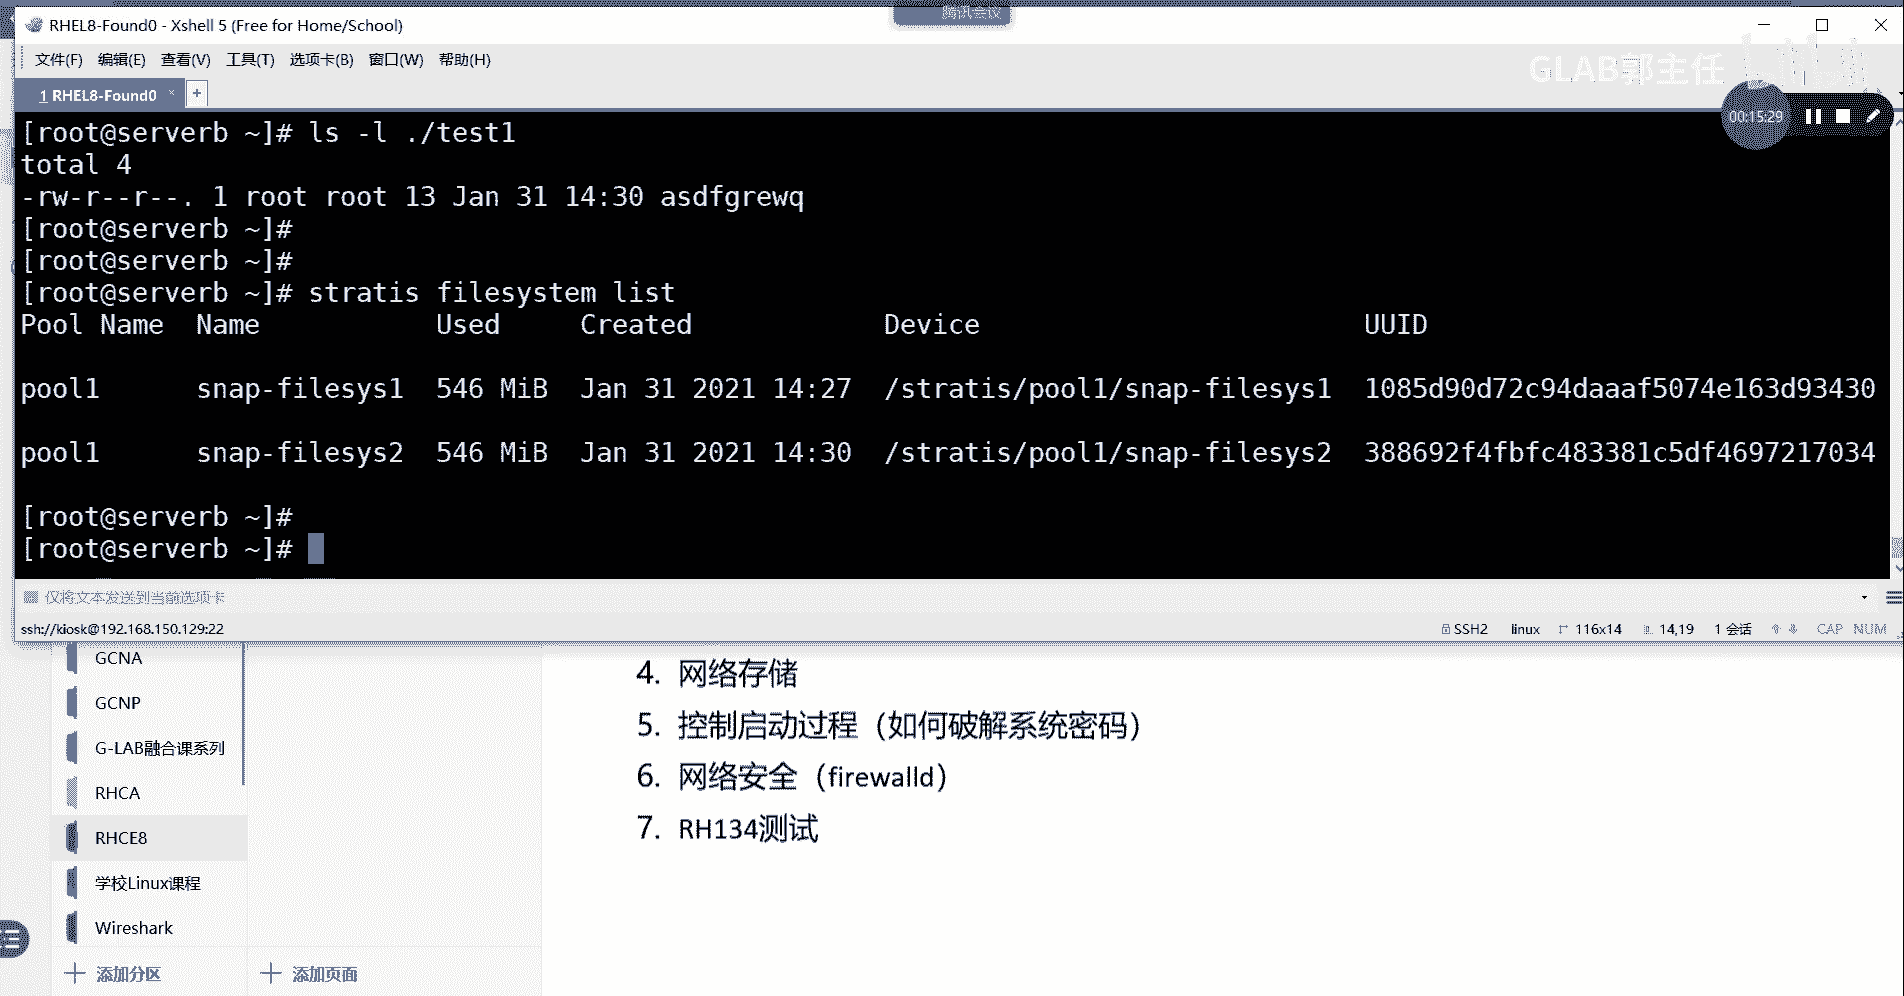 腾讯会议
RHEL8-Found0 - Xshell 5 (Free for Home/School)
文件(F) 编辑(E) 查看(V) 工具(T) 选项卡(B) 窗口(W) 帮助(H)
GLAB郭主任
1 RHEL8-Found0
00:15:29
[root@serverb ~]# ls -l ./test1
total 4
-rw-r--r--. 1 root root 13 Jan 31 14:30 asdfgrewq
[root@serverb ~]#
[root@serverb ~]#
[root@serverb ~]# stratis filesystem list
Pool Name  Name           Used     Created            Device                        UUID
pool1      snap-filesys1  546 MiB  Jan 31 2021 14:27  /stratis/pool1/snap-filesys1  1085d90d72c94daaaf5074e163d93430
pool1      snap-filesys2  546 MiB  Jan 31 2021 14:30  /stratis/pool1/snap-filesys2  388692f4fbfc483381c5df4697217034
[root@serverb ~]#
[root@serverb ~]#
仅将文本发送到当前选项卡
ssh://kiosk@192.168.150.129:22 SSH2 linux 116x14 14,19 1 会话 CAP NUM
GCNA
GCNP
G-LAB融合课系列
RHCA
RHCE8
学校Linux课程
Wireshark
添加分区 添加页面
4. 网络存储
5. 控制启动过程（如何破解系统密码）
6. 网络安全（firewalld）
7. RH134测试